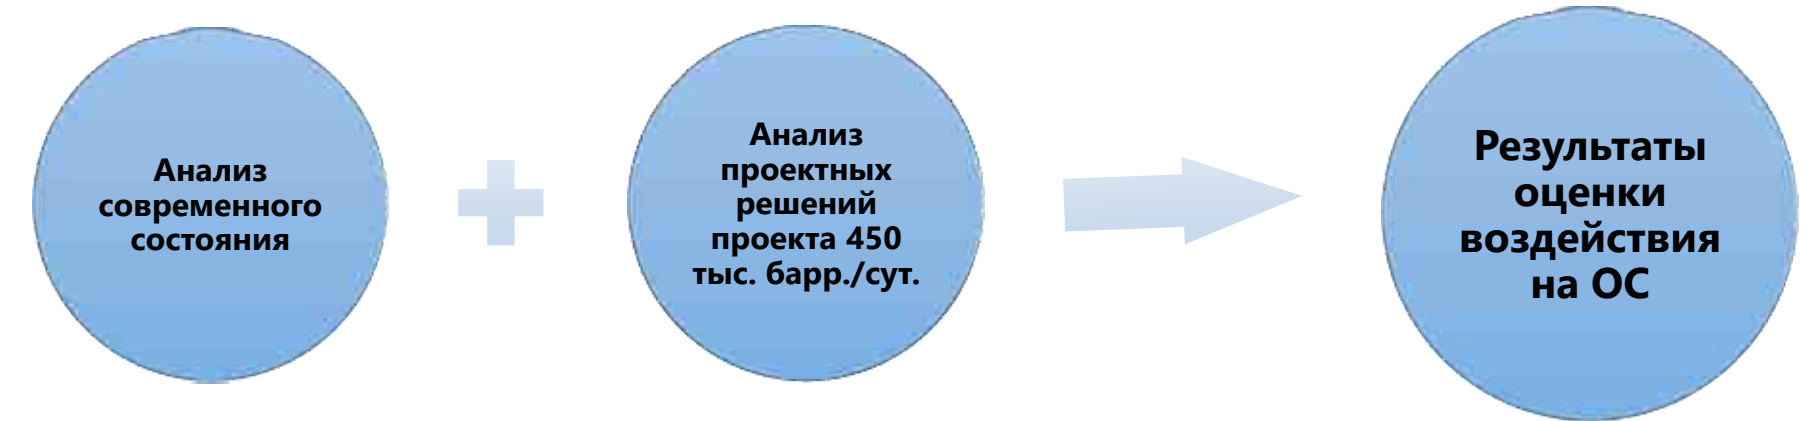 Анализ
современного
состояния
Анализ
проектных
решений
проекта 450
тыс. барр./сут.
Результаты
оценки
воздействия
на ОС